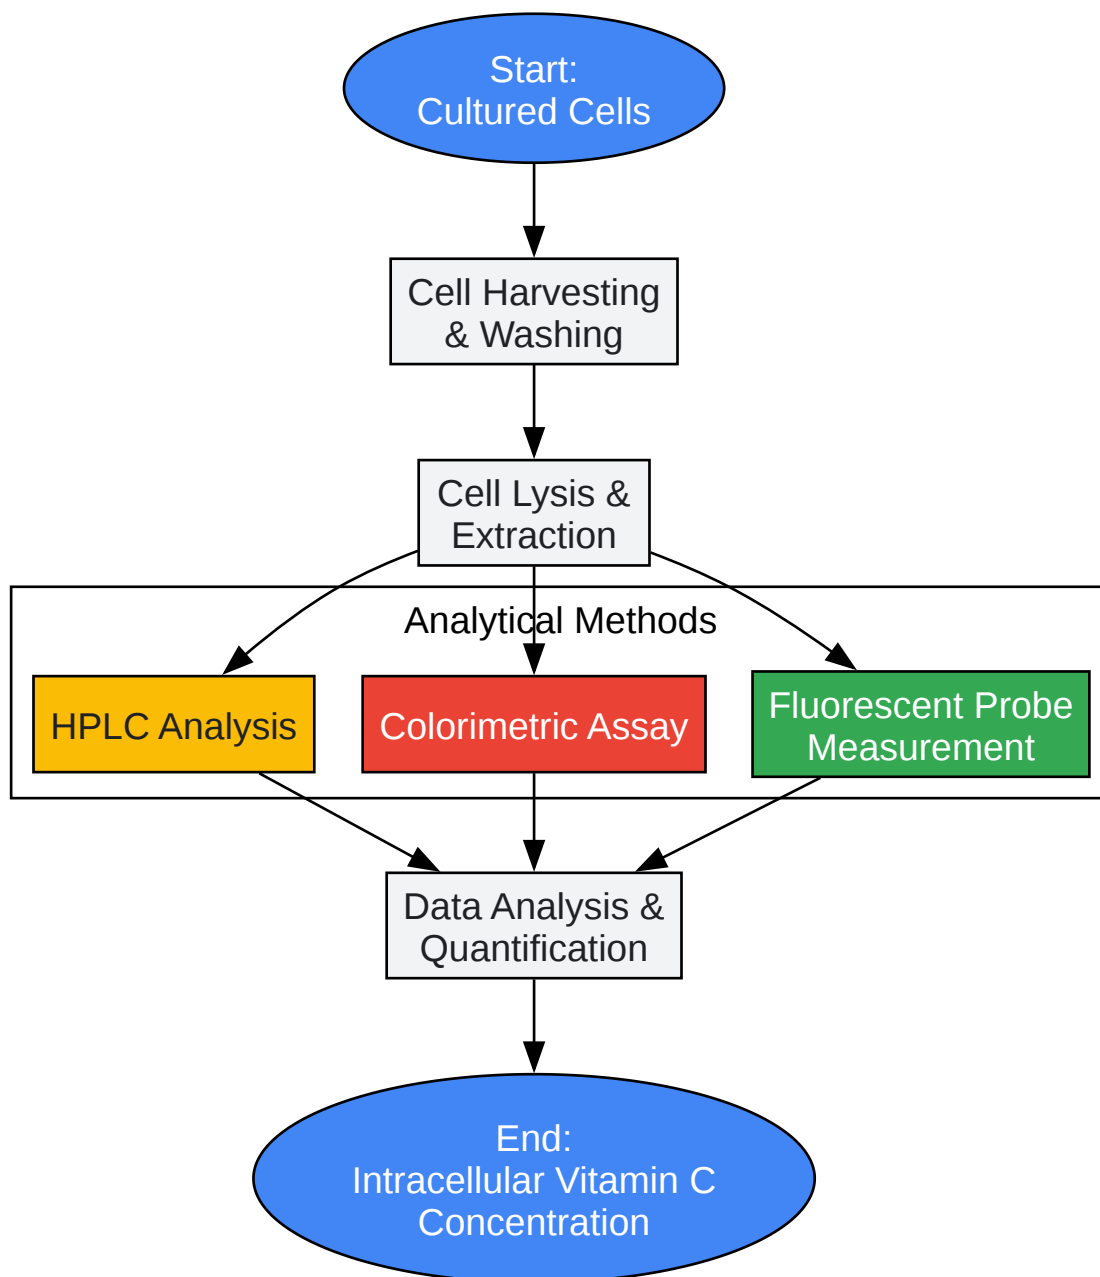 Start:
Cultured Cells
Cell Harvesting
& Washing
Cell Lysis &
Extraction
Analytical Methods
HPLC Analysis
Colorimetric Assay
Fluorescent Probe
Measurement
Data Analysis &
Quantification
End:
Intracellular Vitamin C
Concentration